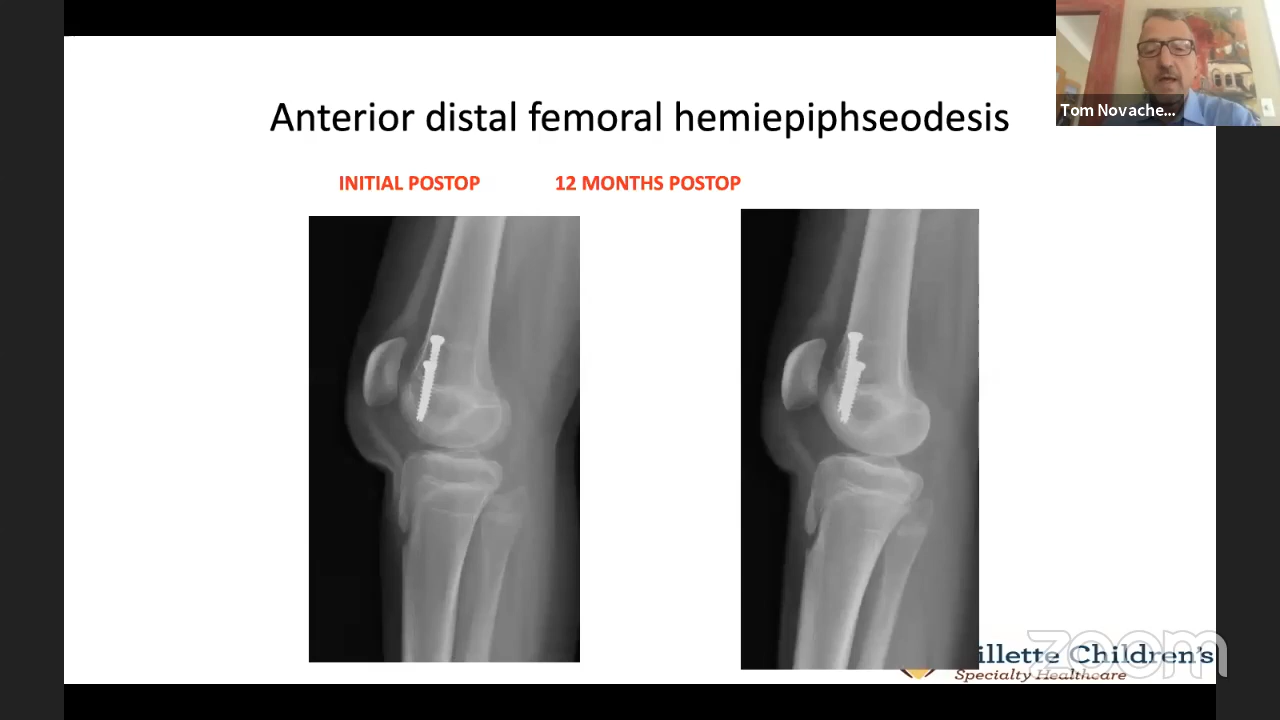 Anterior distal femoral hemiepiphseodesis
Tom Novache...
INITIAL POSTOP
12 MONTHS POSTOP
illette Children's
Specialty Healthcare
zoom